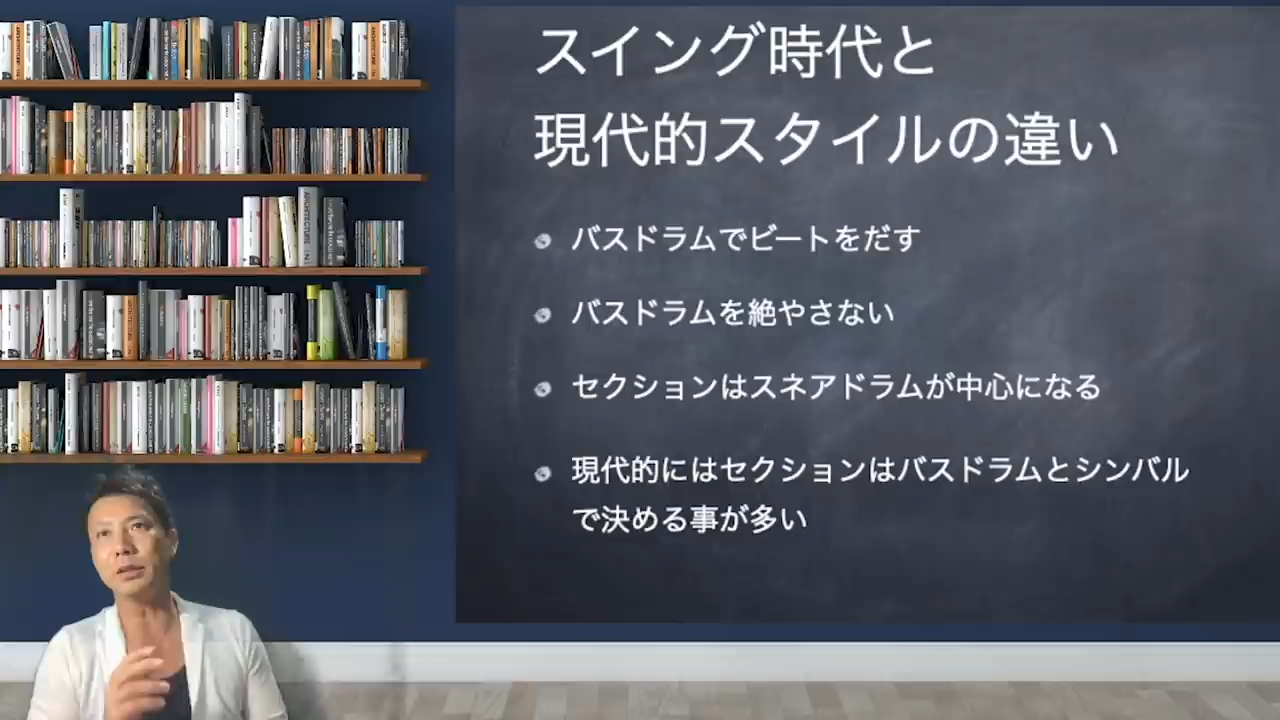 スイング時代と
現代的スタイルの違い
バスドラムでビートをだす
バスドラムを絶やさない
セクションはスネアドラムが中心になる
現代的にはセクションはバスドラムとシンバル
で決める事が多い